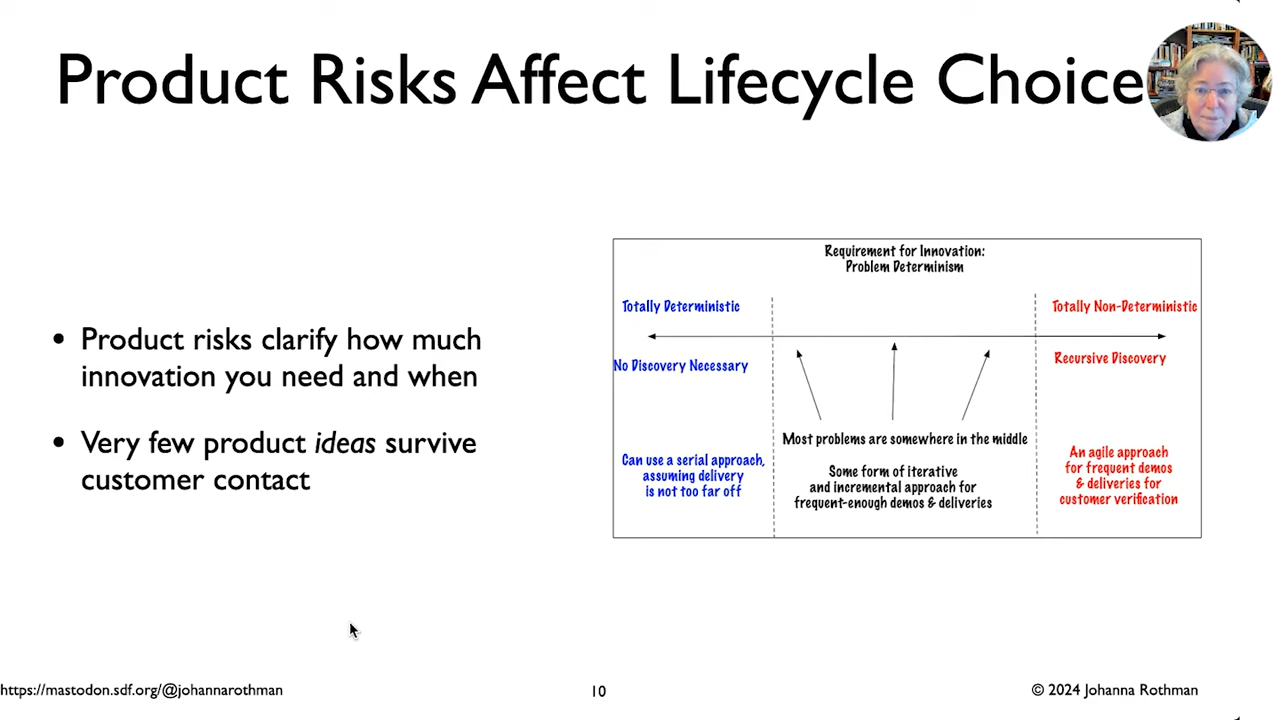 Product Risks Affect Lifecycle Choice
• Product risks clarify how much
innovation you need and when
• Very few product ideas survive
customer contact
Requirement for Innovation:
Problem Determinism
Totally Deterministic
Totally Non-Deterministic
No Discovery Necessary
Recursive Discovery
Most problems are somewhere in the middle
Can use a serial approach,
assuming delivery
is not too far off
Some form of iterative
and incremental approach for
frequent-enough demos & deliveries
An agile approach
for frequent demos
& deliveries for
customer verification
https://mastodon.sdf.org/@johannarothman
10
© 2024 Johanna Rothman